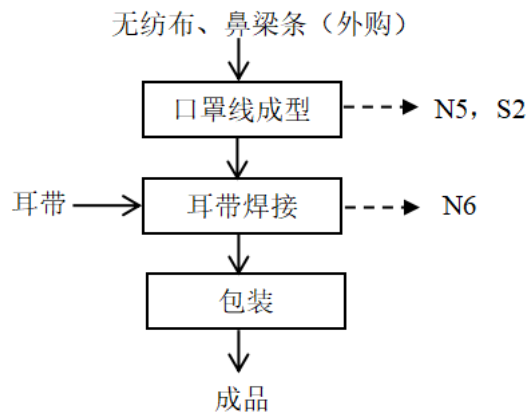 无纺布、鼻梁条（外购）
口罩线成型
N5，S2
耳带
耳带焊接
N6
包装
成品